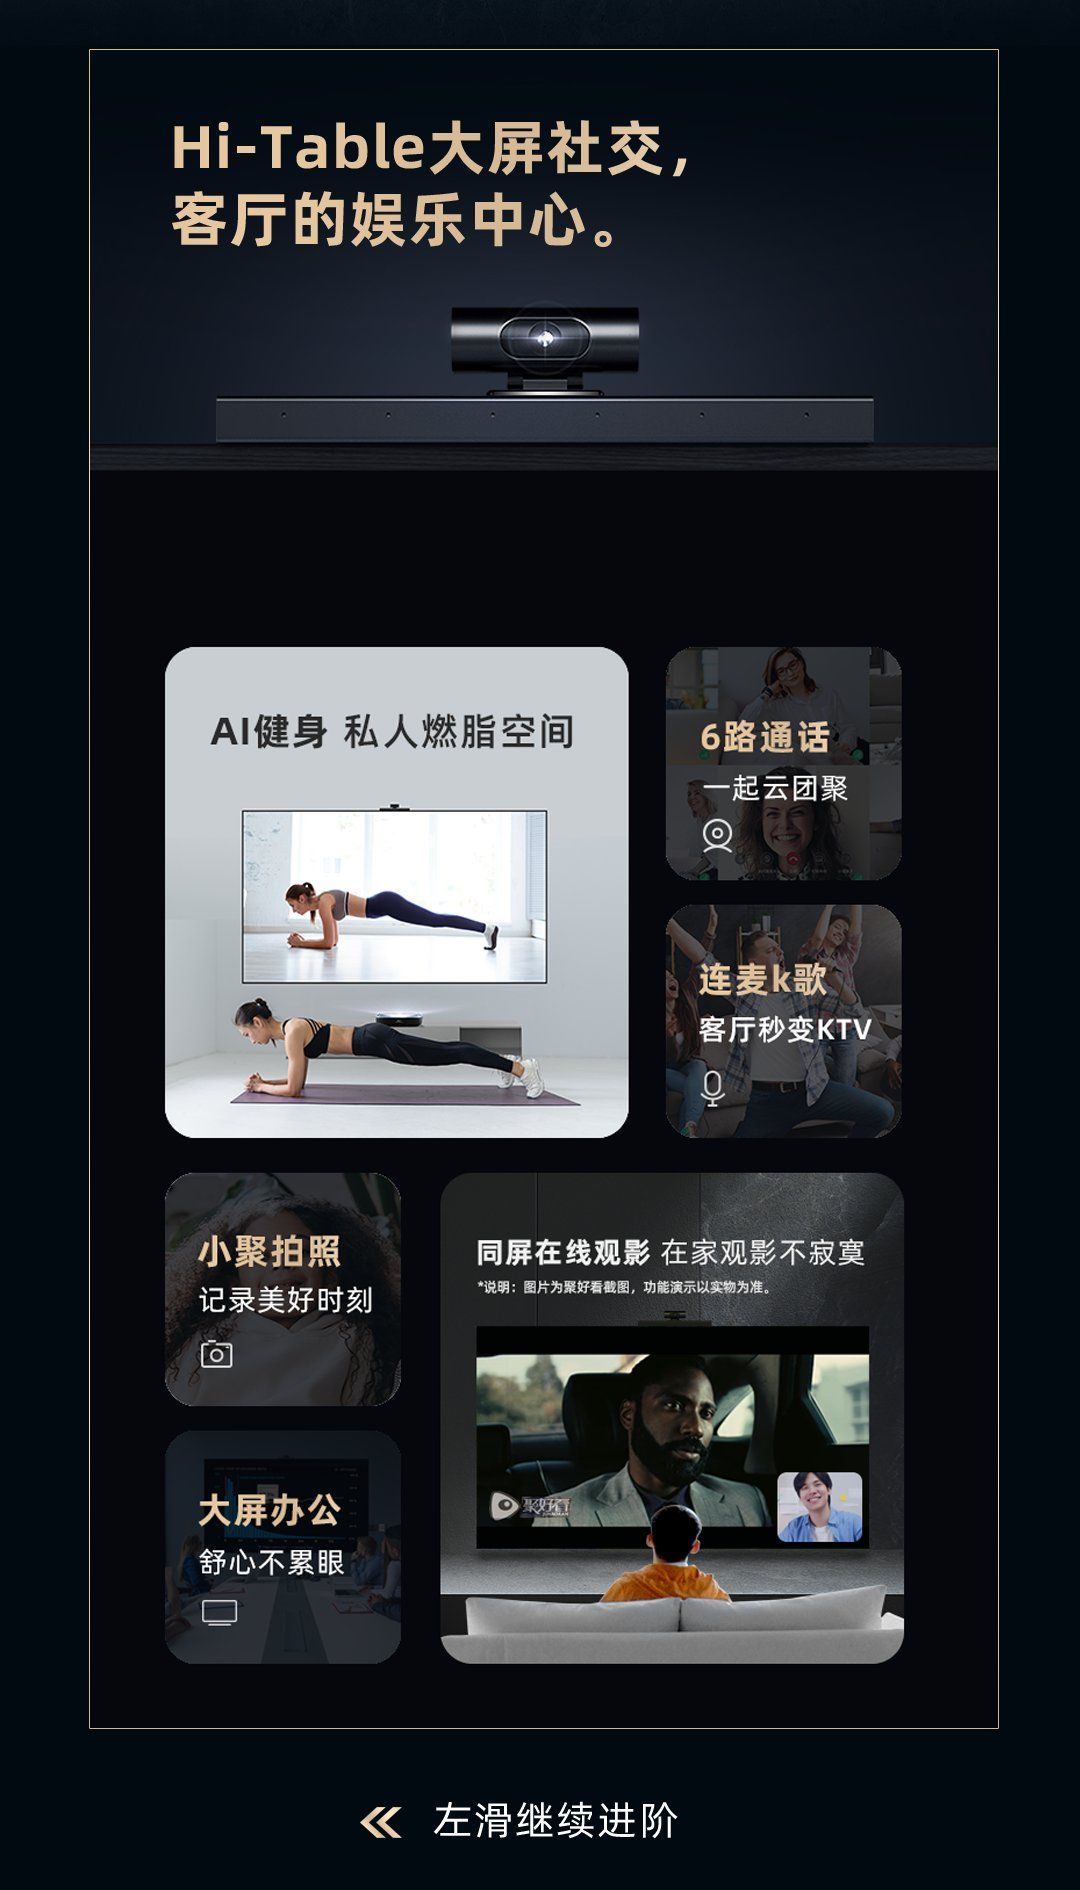 Hi-Table大屏社交，
客厅的娱乐中心。
AI健身 私人燃脂空间
6路通话
一起云团聚
连麦k歌
客厅秒变KTV
小聚拍照
记录美好时刻
同屏在线观影 在家观影不寂寞
*说明：图片为聚好看截图，功能演示以实物为准。
聚好看
大屏办公
舒心不累眼
左滑继续进阶